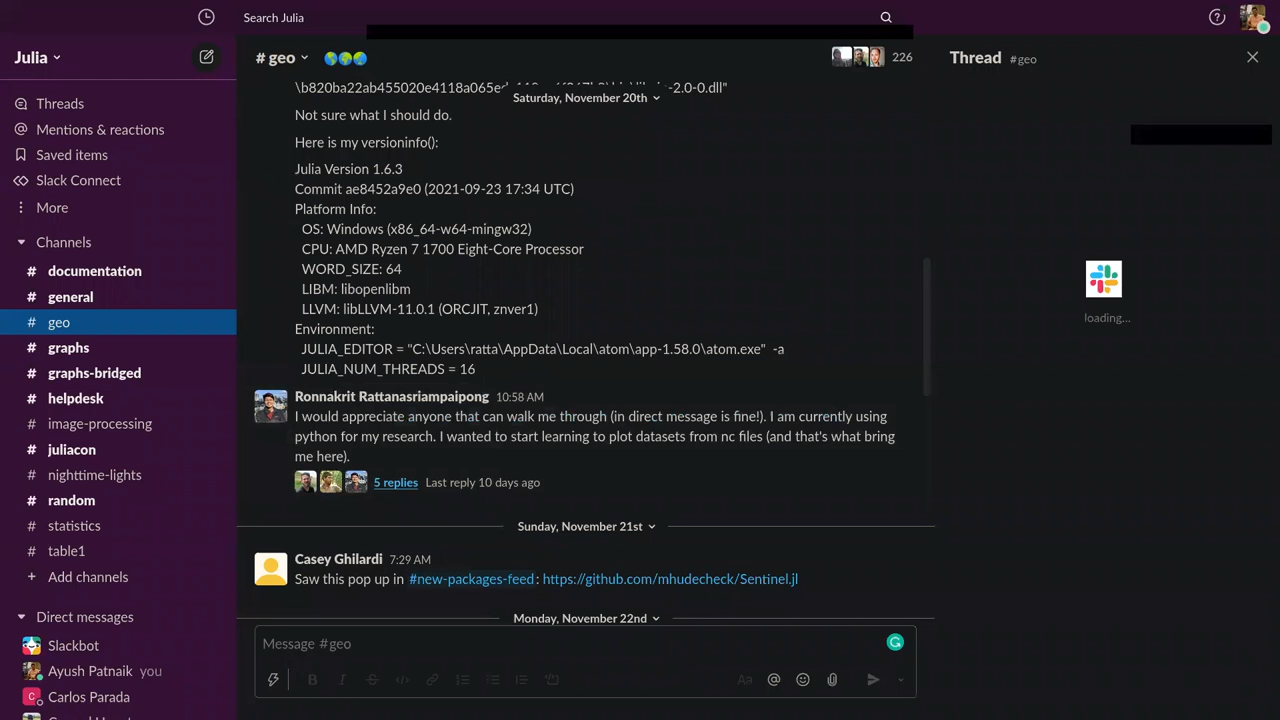 Search Julia
Julia
# geo
226
Thread #geo
Threads
Mentions & reactions
Saved items
Slack Connect
More
Channels
# documentation
# general
# geo
# graphs
# graphs-bridged
# helpdesk
# image-processing
# juliacon
# nighttime-lights
# random
# statistics
# table1
+ Add channels
Direct messages
Slackbot
Ayush Patnaik you
Carlos Parada
Saturday, November 20th
Not sure what I should do.
Here is my versioninfo():
Julia Version 1.6.3
Commit ae8452a9e0 (2021-09-23 17:34 UTC)
Platform Info:
OS: Windows (x86_64-w64-mingw32)
CPU: AMD Ryzen 7 1700 Eight-Core Processor
WORD_SIZE: 64
LIBM: libopenlibm
LLVM: libLLVM-11.0.1 (ORCJIT, znver1)
Environment:
JULIA_EDITOR = "C:\Users\ratta\AppData\Local\atom\app-1.58.0\atom.exe" -a
JULIA_NUM_THREADS = 16
Ronnakrit Rattanasriampaipong 10:58 AM
I would appreciate anyone that can walk me through (in direct message is fine!). I am currently using
python for my research. I wanted to start learning to plot datasets from nc files (and that's what bring
me here).
5 replies Last reply 10 days ago
Sunday, November 21st
Casey Ghilardi 7:29 AM
Saw this pop up in #new-packages-feed: https://github.com/mhudecheck/Sentinel.jl
Monday, November 22nd
Message #geo
Aa
loading...